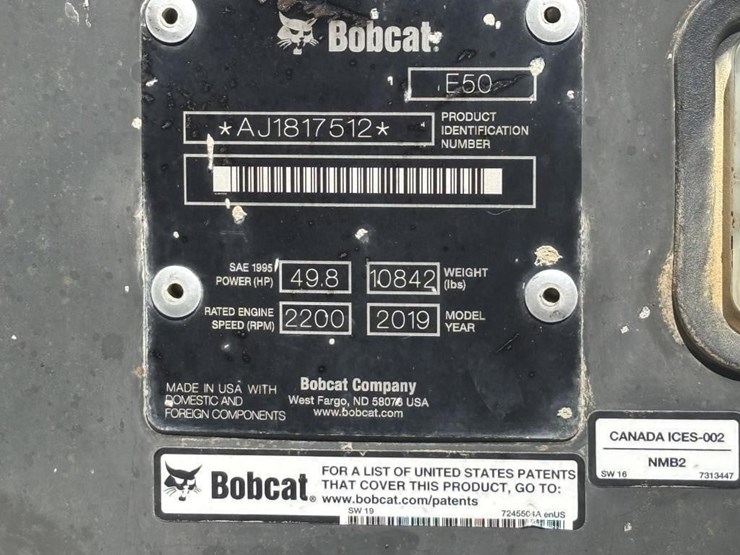 Bobcat.
E50
*AJ1817512*
PRODUCT
IDENTIFICATION
NUMBER
SAE 1995
POWER (HP)
49.8
10842
WEIGHT
(lbs)
RATED ENGINE
SPEED (RPM)
2200
2019
MODEL
YEAR
MADE IN USA WITH
DOMESTIC AND
FOREIGN COMPONENTS
Bobcat Company
West Fargo, ND 58078 USA
www.bobcat.com
CANADA ICES-002
NMB2
SW 16 7313447
Bobcat®
FOR A LIST OF UNITED STATES PATENTS
THAT COVER THIS PRODUCT, GO TO:
www.bobcat.com/patents
SW 19
7245504A enUS